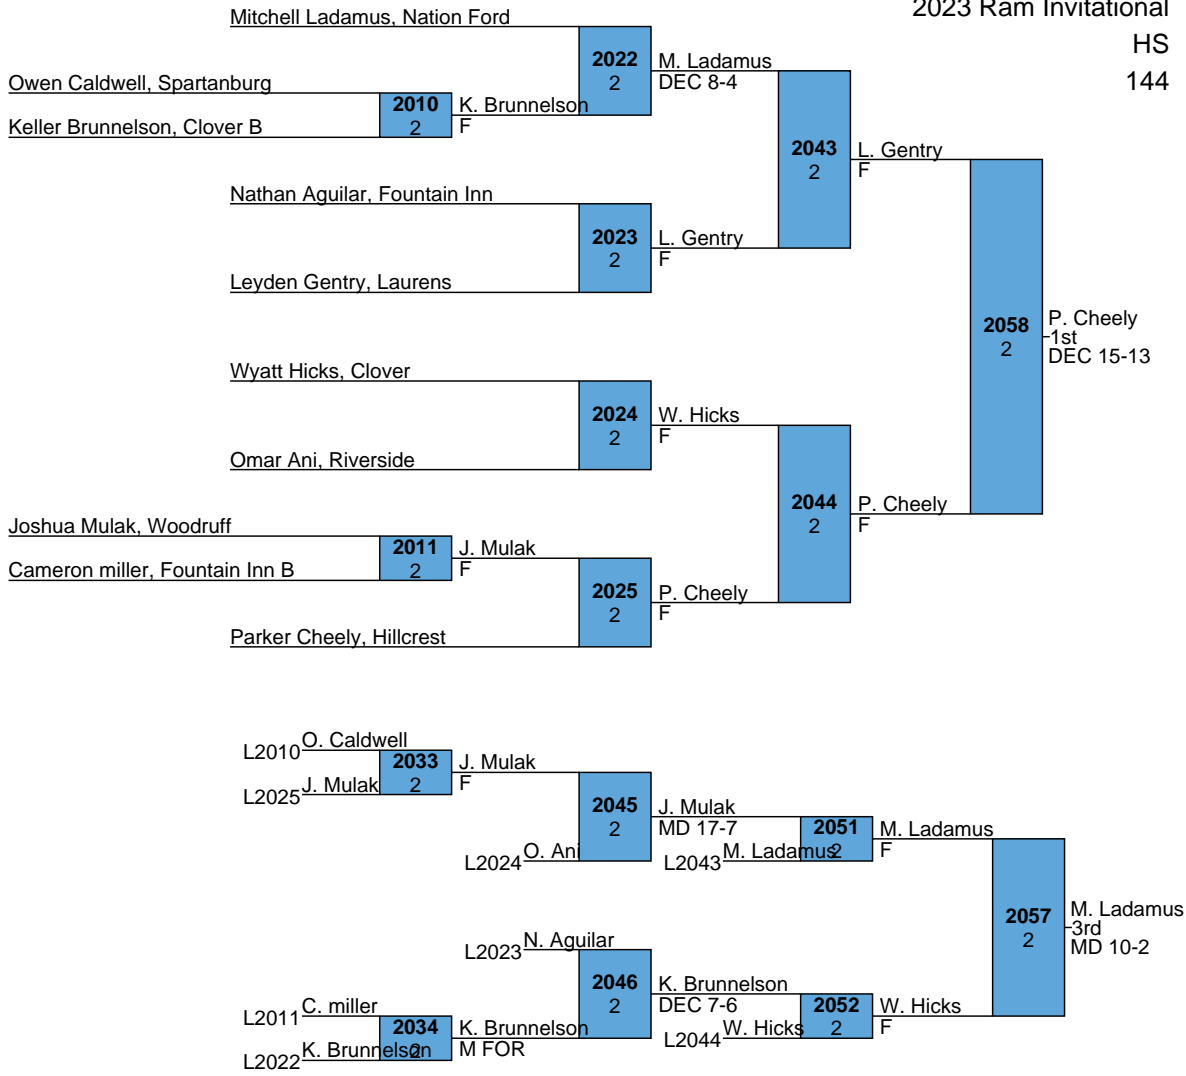 2023 Ram Invitational
HS
144
Mitchell Ladamus, Nation Ford
2022
2
M. Ladamus
DEC 8-4
Owen Caldwell, Spartanburg
2010
2
K. Brunnelson
F
Keller Brunnelson, Clover B
2043
2
L. Gentry
F
Nathan Aguilar, Fountain Inn
2023
2
L. Gentry
F
Leyden Gentry, Laurens
2058
2
P. Cheely
1st
DEC 15-13
Wyatt Hicks, Clover
2024
2
W. Hicks
F
Omar Ani, Riverside
2044
2
P. Cheely
F
Joshua Mulak, Woodruff
2011
2
J. Mulak
F
Cameron miller, Fountain Inn B
2025
2
P. Cheely
F
Parker Cheely, Hillcrest
L2010
O. Caldwell
2033
2
J. Mulak
F
L2025
J. Mulak
2045
2
J. Mulak
MD 17-7
L2024
O. Ani
L2043
M. Ladamus
2051
2
M. Ladamus
F
2057
2
M. Ladamus
3rd
MD 10-2
L2023
N. Aguilar
2046
2
K. Brunnelson
DEC 7-6
L2011
C. miller
2034
2
K. Brunnelson
M FOR
L2022
K. Brunnelson
L2044
W. Hicks
2052
2
W. Hicks
F